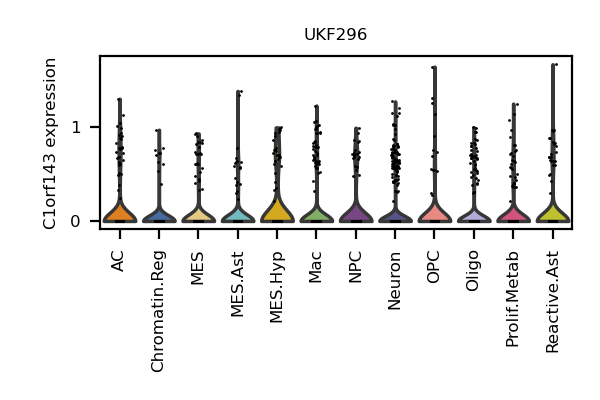 UKF296
C1orf143 expression
1
0
AC
Chromatin.Reg
MES
MES.Ast
MES.Hyp
Mac
NPC
Neuron
OPC
Oligo
Prolif.Metab
Reactive.Ast